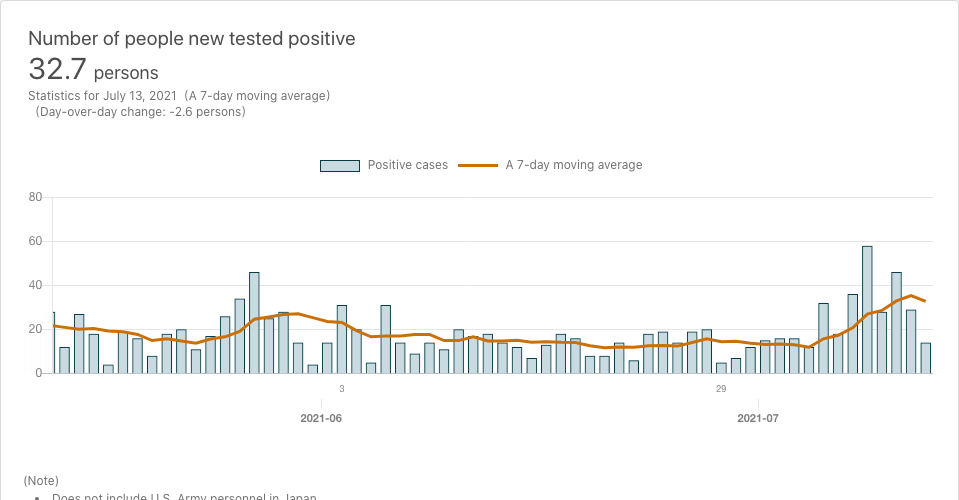 Number of people new tested positive
32.7 persons
Statistics for July 13, 2021 (A 7-day moving average)
(Day-over-day change: -2.6 persons)
Positive cases A 7-day moving average
80
60
40
20
0
3 29
2021-06 2021-07
(Note)
• Does not include U.S. Army personnel in Japan